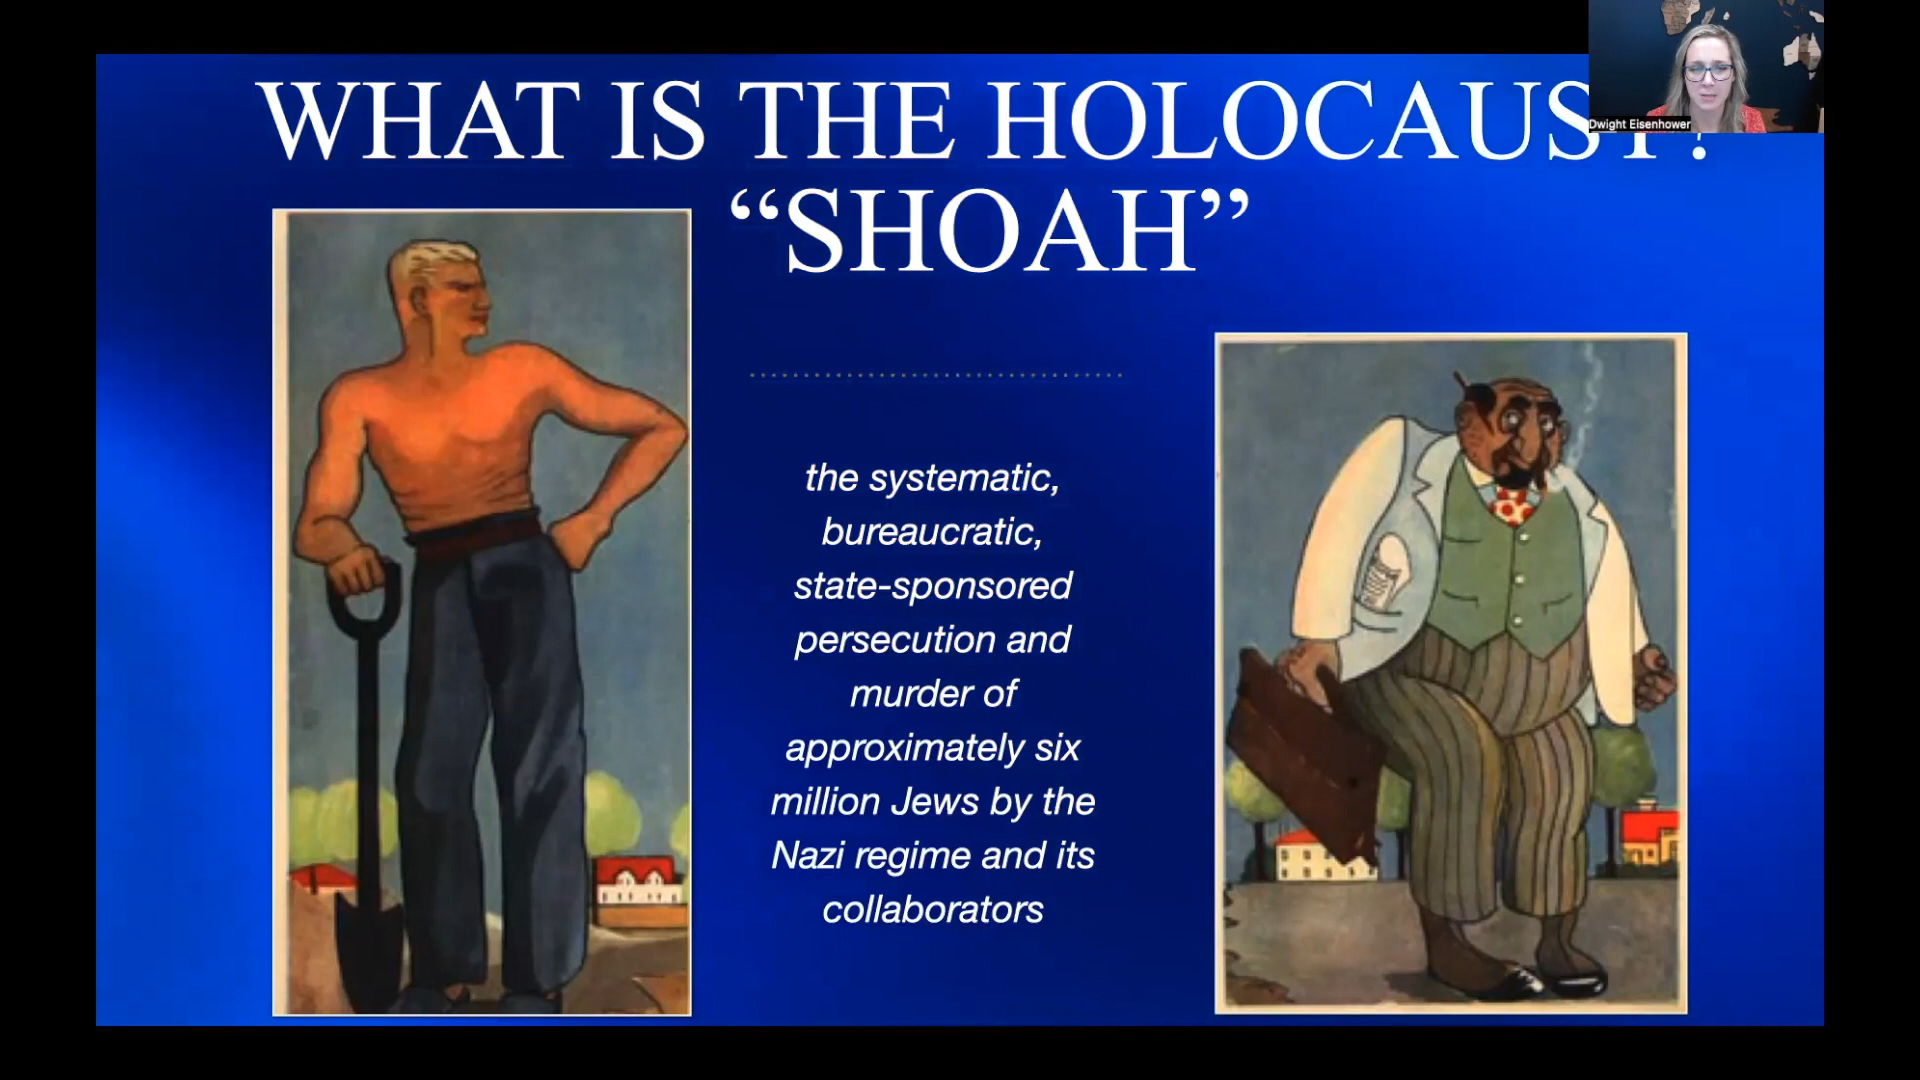 WHAT IS THE HOLOCAUST?
“SHOAH”
Dwight Eisenhower
the systematic,
bureaucratic,
state-sponsored
persecution and
murder of
approximately six
million Jews by the
Nazi regime and its
collaborators